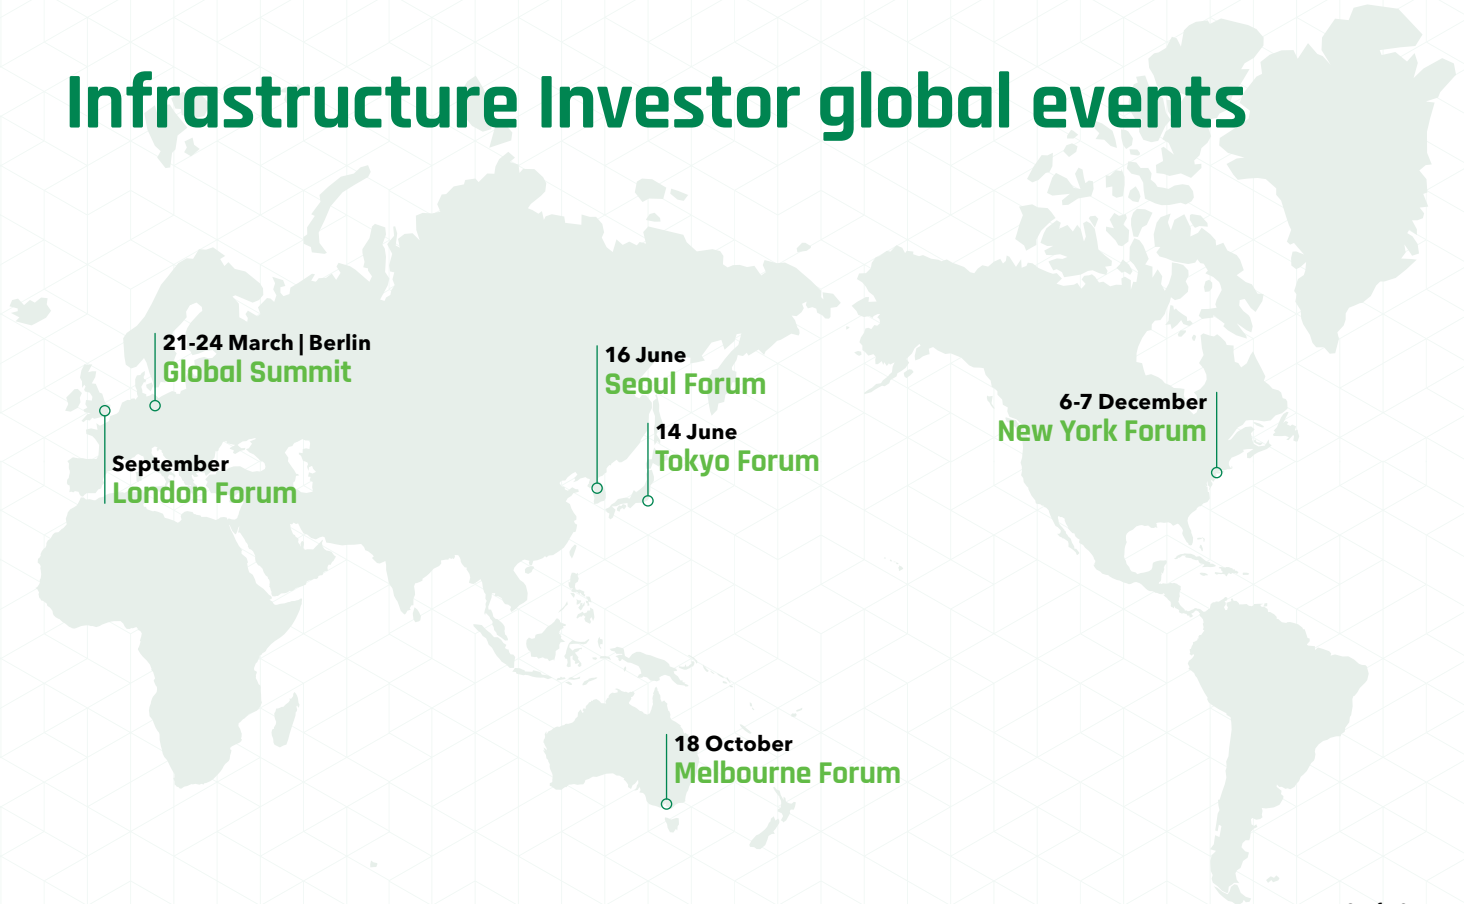 Infrastructure Investor global events
21-24 March | Berlin
Global Summit
16 June
Seoul Forum
6-7 December
New York Forum
14 June
Tokyo Forum
September
London Forum
18 October
Melbourne Forum